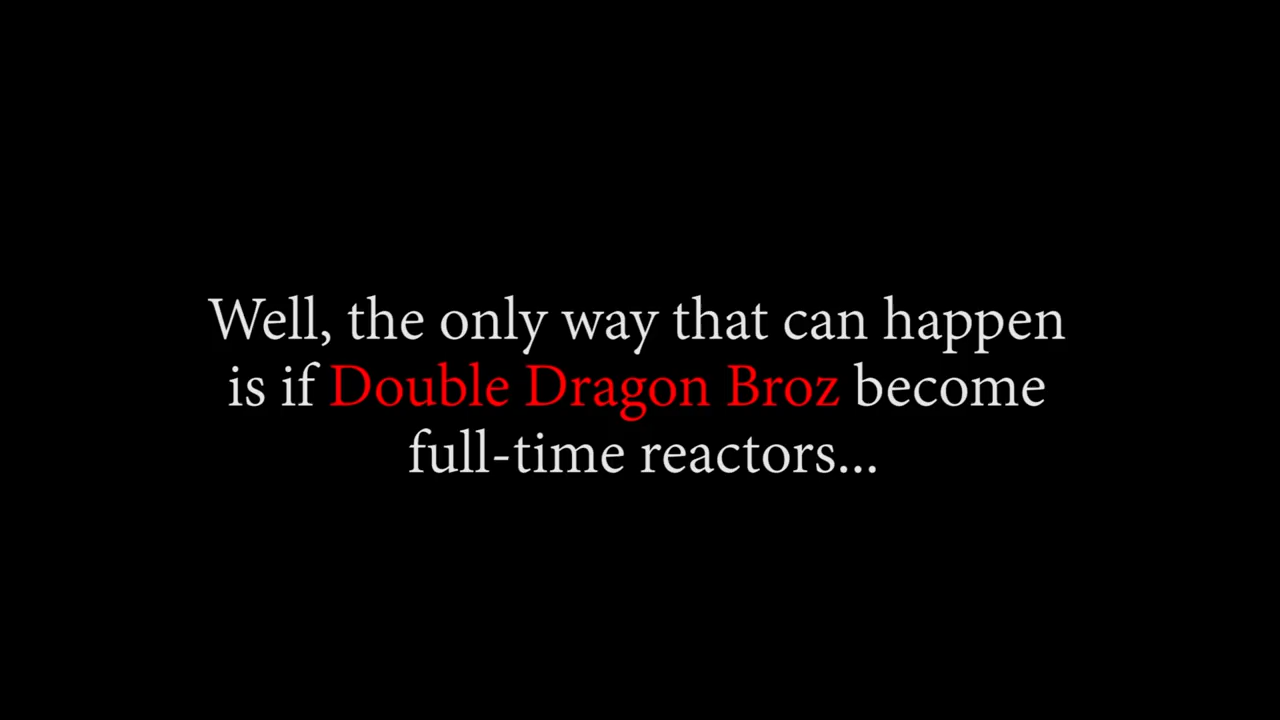 Well, the only way that can happen
is if Double Dragon Broz become
full-time reactors...